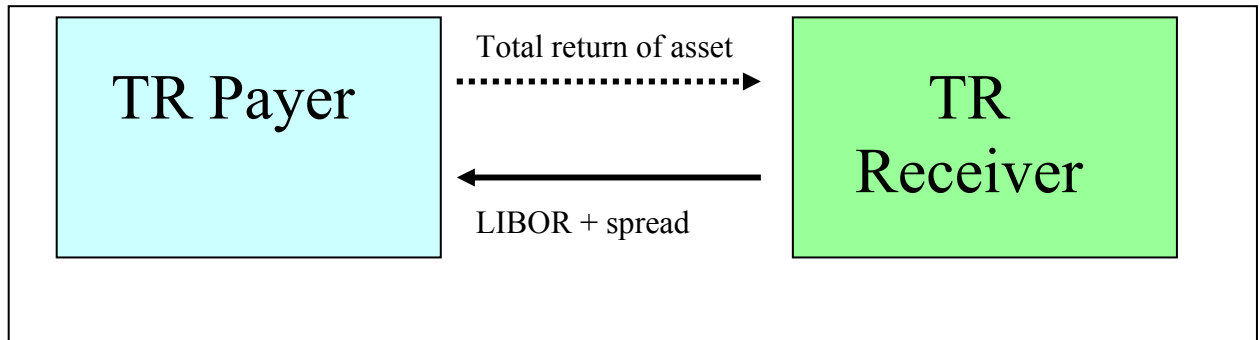 TR Payer
Total return of asset
LIBOR + spread
TR
Receiver